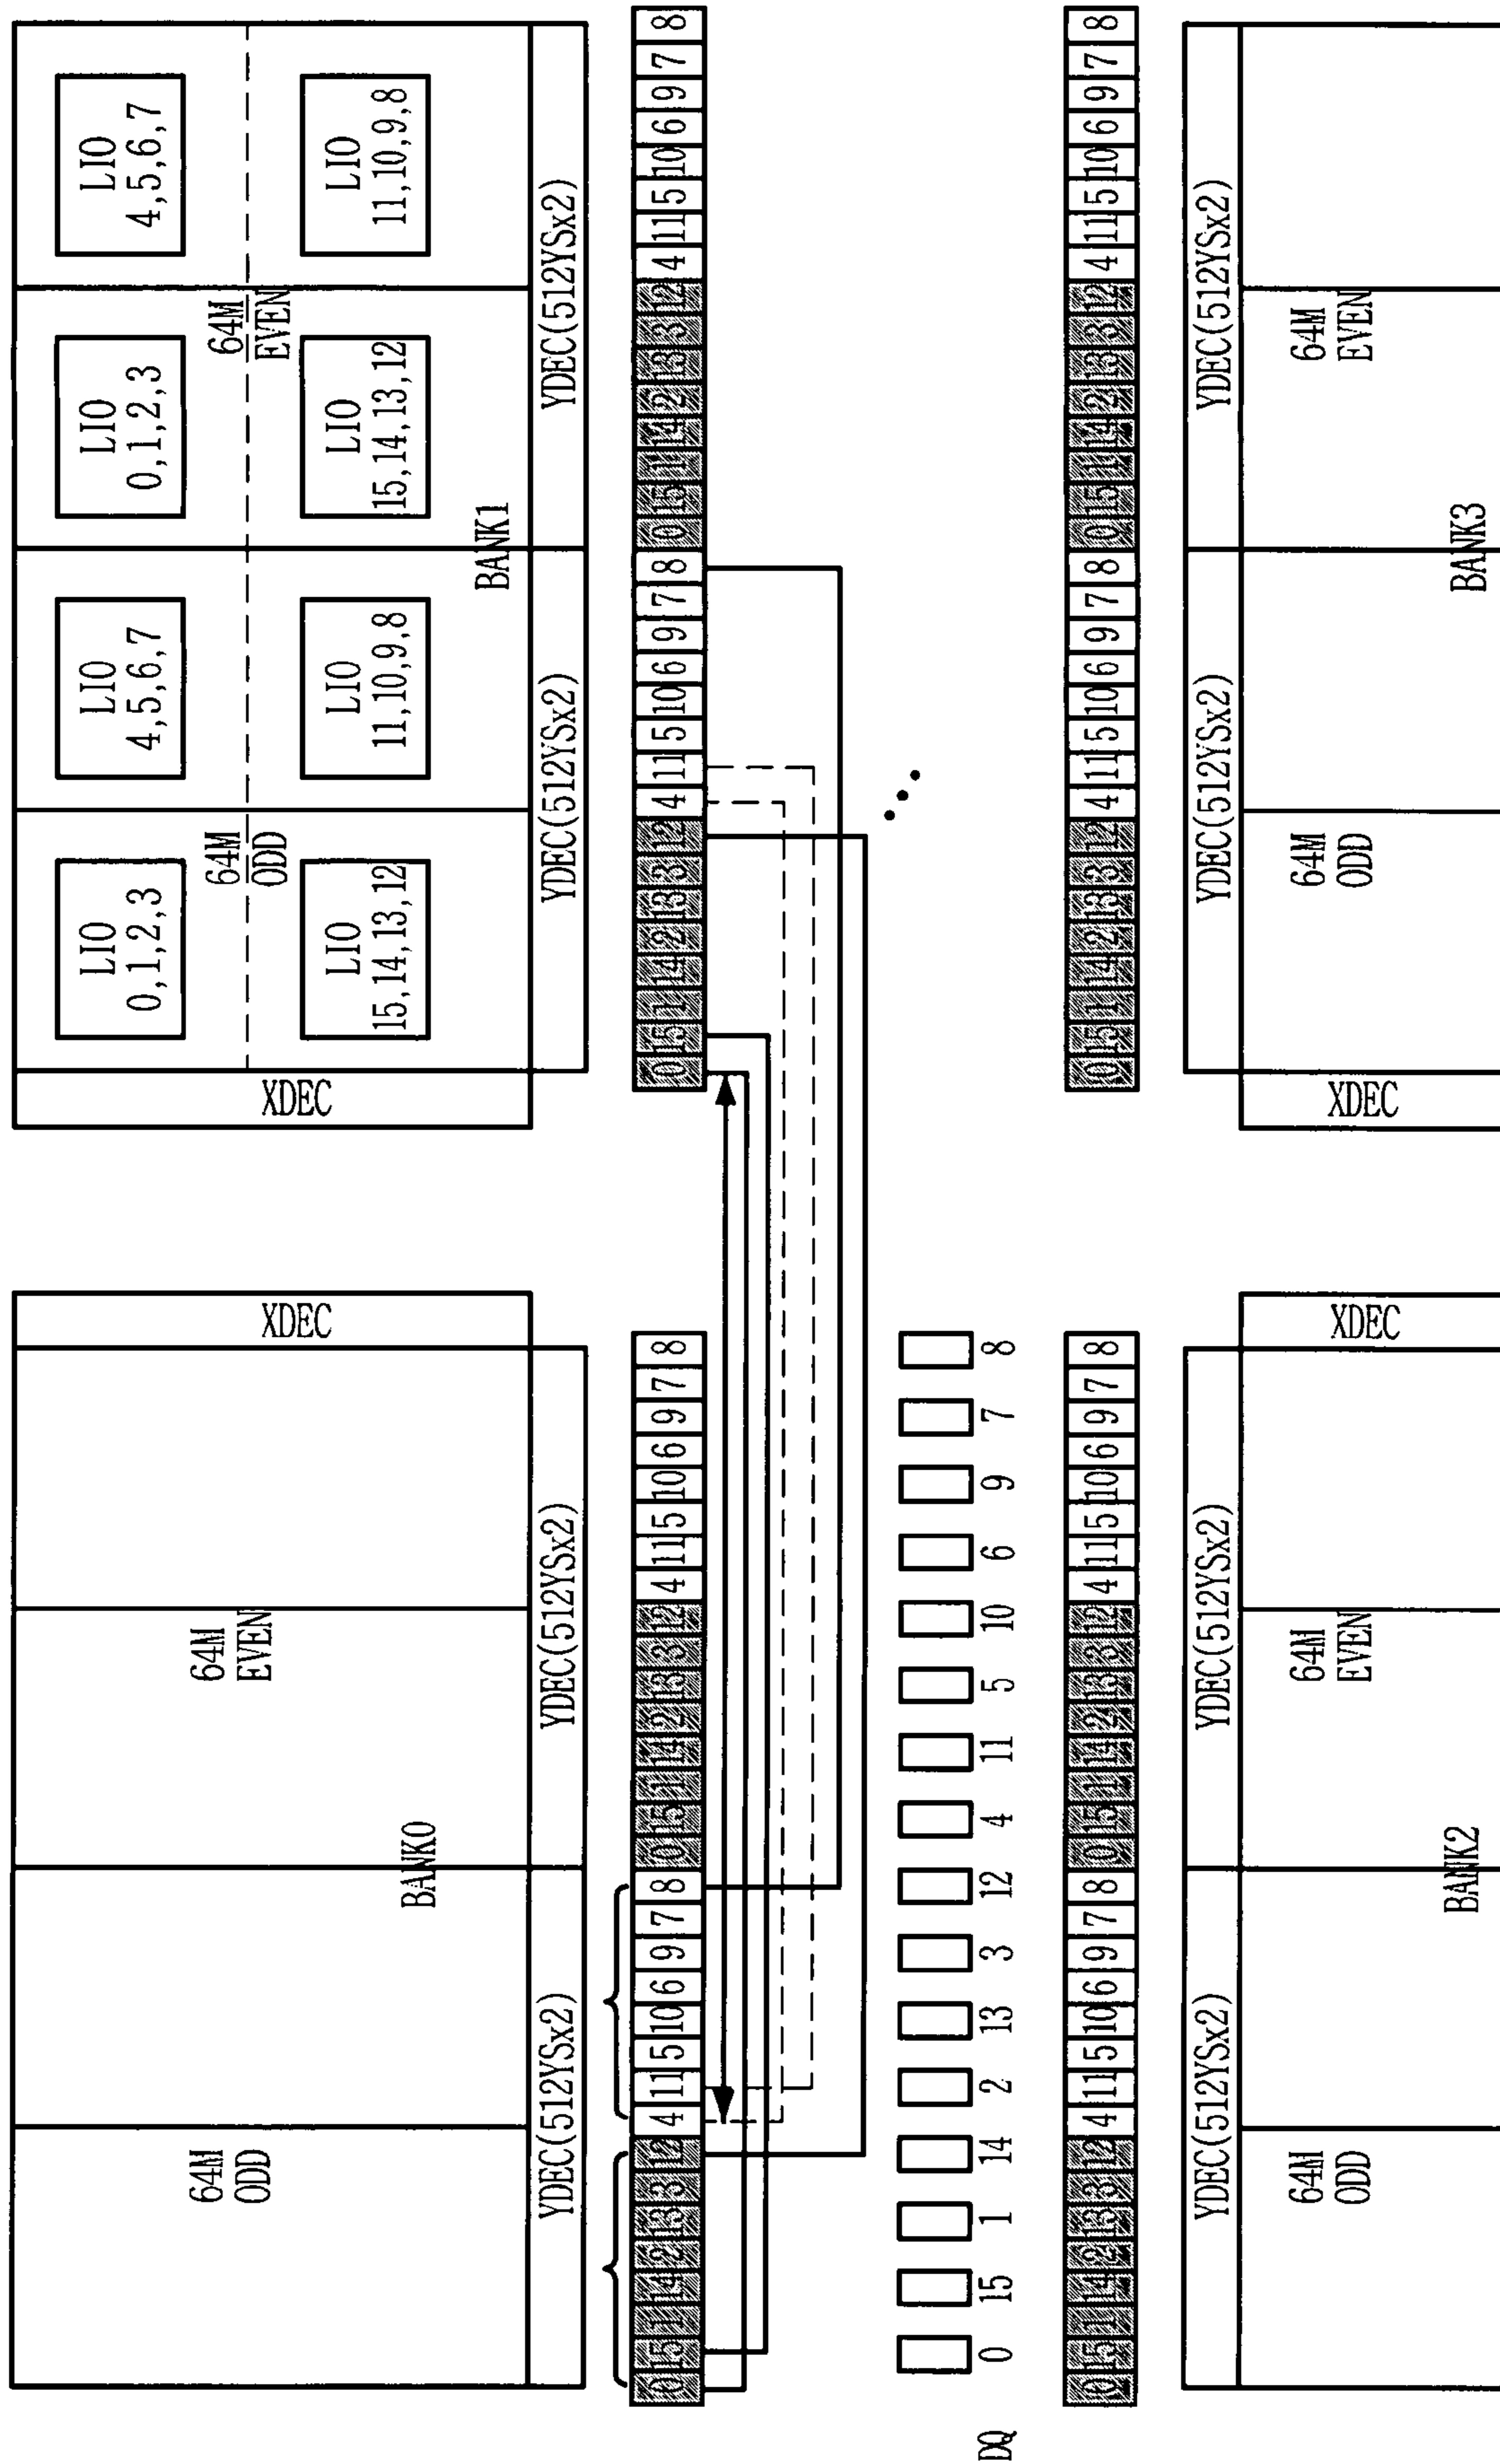 64M
ODD
64M
EVEN
BANK0
XDEC
YDEC(512YSx2)
YDEC(512YSx2)
XDEC
LIO
0,1,2,3
LIO
4,5,6,7
LIO
0,1,2,3
LIO
4,5,6,7
64M
ODD
64M
EVEN
LIO
15,14,13,12
LIO
11,10,9,8
LIO
15,14,13,12
LIO
11,10,9,8
BANK1
YDEC(512YSx2)
YDEC(512YSx2)
0 15 1 14 2 13 3 12 4 11 5 10 6 9 7 8 0 15 1 14 2 13 3 12 4 11 5 10 6 9 7 8
0 15 1 14 2 13 3 12 4 11 5 10 6 9 7 8 0 15 1 14 2 13 3 12 4 11 5 10 6 9 7 8
DQ 0 15 1 14 2 13 3 12 4 11 5 10 6 9 7 8
0 15 1 14 2 13 3 12 4 11 5 10 6 9 7 8 0 15 1 14 2 13 3 12 4 11 5 10 6 9 7 8
0 15 1 14 2 13 3 12 4 11 5 10 6 9 7 8 0 15 1 14 2 13 3 12 4 11 5 10 6 9 7 8
YDEC(512YSx2)
YDEC(512YSx2)
64M
ODD
64M
EVEN
XDEC
BANK2
YDEC(512YSx2)
YDEC(512YSx2)
XDEC
64M
ODD
64M
EVEN
BANK3